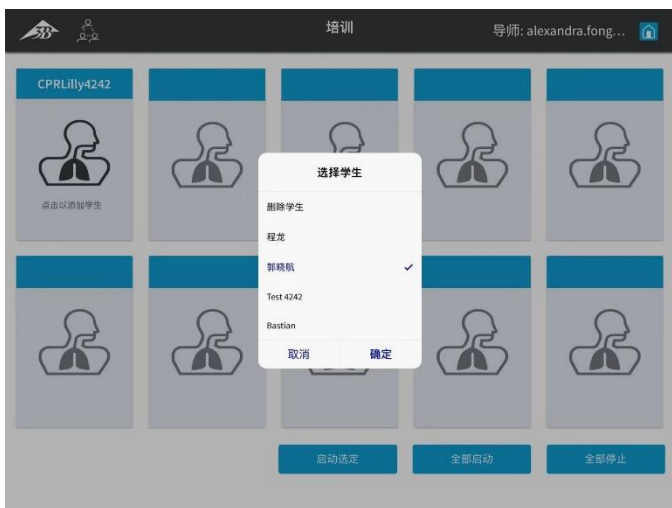 3B
培训
导师: alexandra.fong...
CPRLilly4242
点击以添加学生
选择学生
删除学生
程龙
郭晓航
Test 4242
Bastian
取消
确定
启动选定
全部启动
全部停止